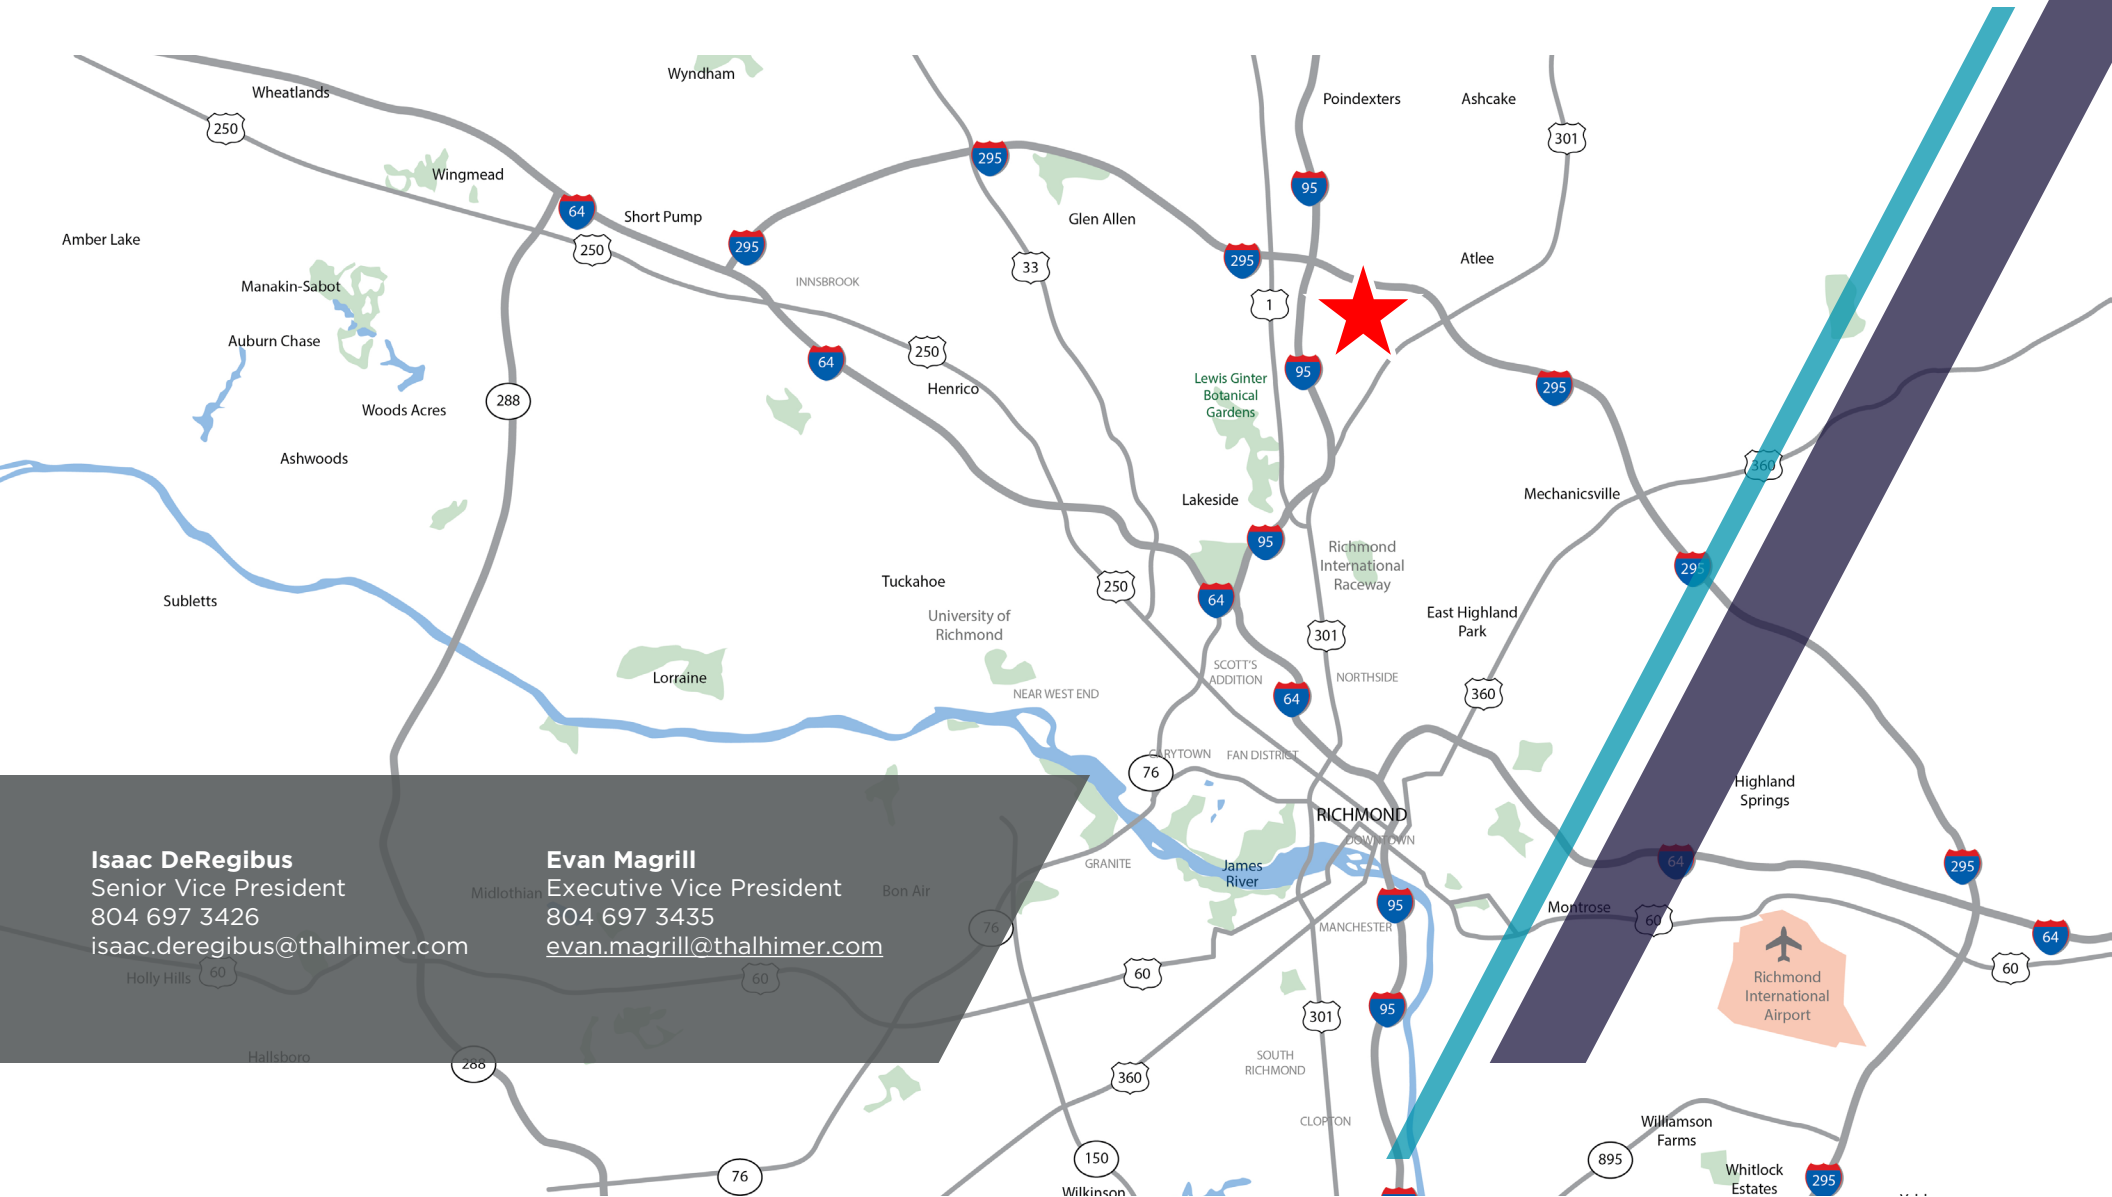 Wyndham
Wheatlands
Poindexters
Ashcake
250
301
295
Wingmead
95
64
Short Pump
Glen Allen
Amber Lake
250
295
295
Atlee
33
INNSBROOK
Manakin-Sabot
1
Auburn Chase
250
64
95
Henrico
295
Lewis Ginter
Botanical
Gardens
288
Woods Acres
Ashwoods
360
Lakeside
Mechanicsville
95
Richmond
International
Raceway
295
Tuckahoe
250
64
Subletts
University of
Richmond
East Highland
Park
301
SCOTT'S
ADDITION
NORTHSIDE
Lorraine
NEAR WEST END
64
360
CARYTOWN
FAN DISTRICT
76
Highland
Springs
RICHMOND
DOWNTOWN
GRANITE
James
River
64
295
Isaac DeRegibus
Senior Vice President
804 697 3426
isaac.deregibus@thalhimer.com
Evan Magrill
Executive Vice President
804 697 3435
evan.magrill@thalhimer.com
Midlothian
Bon Air
76
95
MANCHESTER
Montrose
60
64
Holly Hills
60
60
60
60
Richmond
International
Airport
95
301
Hallsboro
288
SOUTH
RICHMOND
360
CLOPTON
Williamson
Farms
150
895
76
Whitlock
Estates
295
Wilkinson